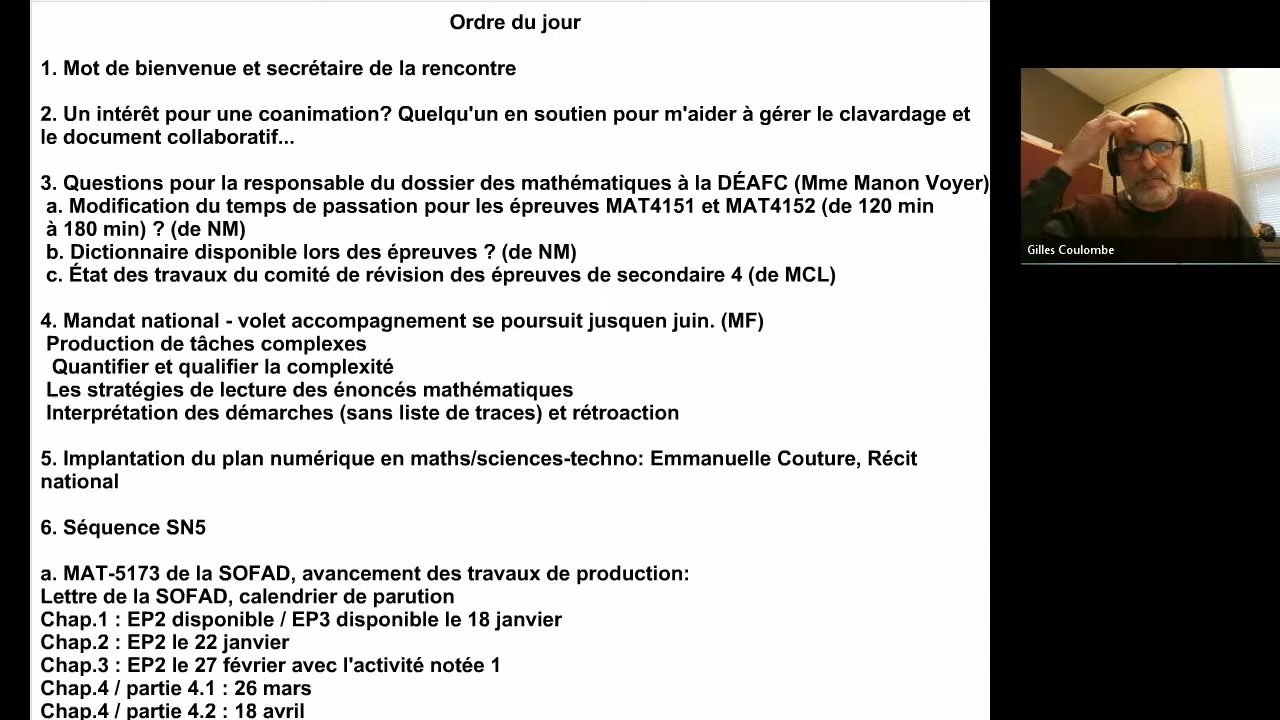 Ordre du jour
1. Mot de bienvenue et secrétaire de la rencontre
2. Un intérêt pour une coanimation? Quelqu'un en soutien pour m'aider à gérer le clavardage et
le document collaboratif...
3. Questions pour la responsable du dossier des mathématiques à la DÉAFC (Mme Manon Voyer)
a. Modification du temps de passation pour les épreuves MAT4151 et MAT4152 (de 120 min
à 180 min) ? (de NM)
b. Dictionnaire disponible lors des épreuves ? (de NM)
c. État des travaux du comité de révision des épreuves de secondaire 4 (de MCL)
4. Mandat national - volet accompagnement se poursuit jusquen juin. (MF)
Production de tâches complexes
Quantifier et qualifier la complexité
Les stratégies de lecture des énoncés mathématiques
Interprétation des démarches (sans liste de traces) et rétroaction
5. Implantation du plan numérique en maths/sciences-techno: Emmanuelle Couture, Récit
national
6. Séquence SN5
a. MAT-5173 de la SOFAD, avancement des travaux de production:
Lettre de la SOFAD, calendrier de parution
Chap.1 : EP2 disponible / EP3 disponible le 18 janvier
Chap.2 : EP2 le 22 janvier
Chap.3 : EP2 le 27 février avec l'activité notée 1
Chap.4 / partie 4.1 : 26 mars
Chap.4 / partie 4.2 : 18 avril
Gilles Coulombe